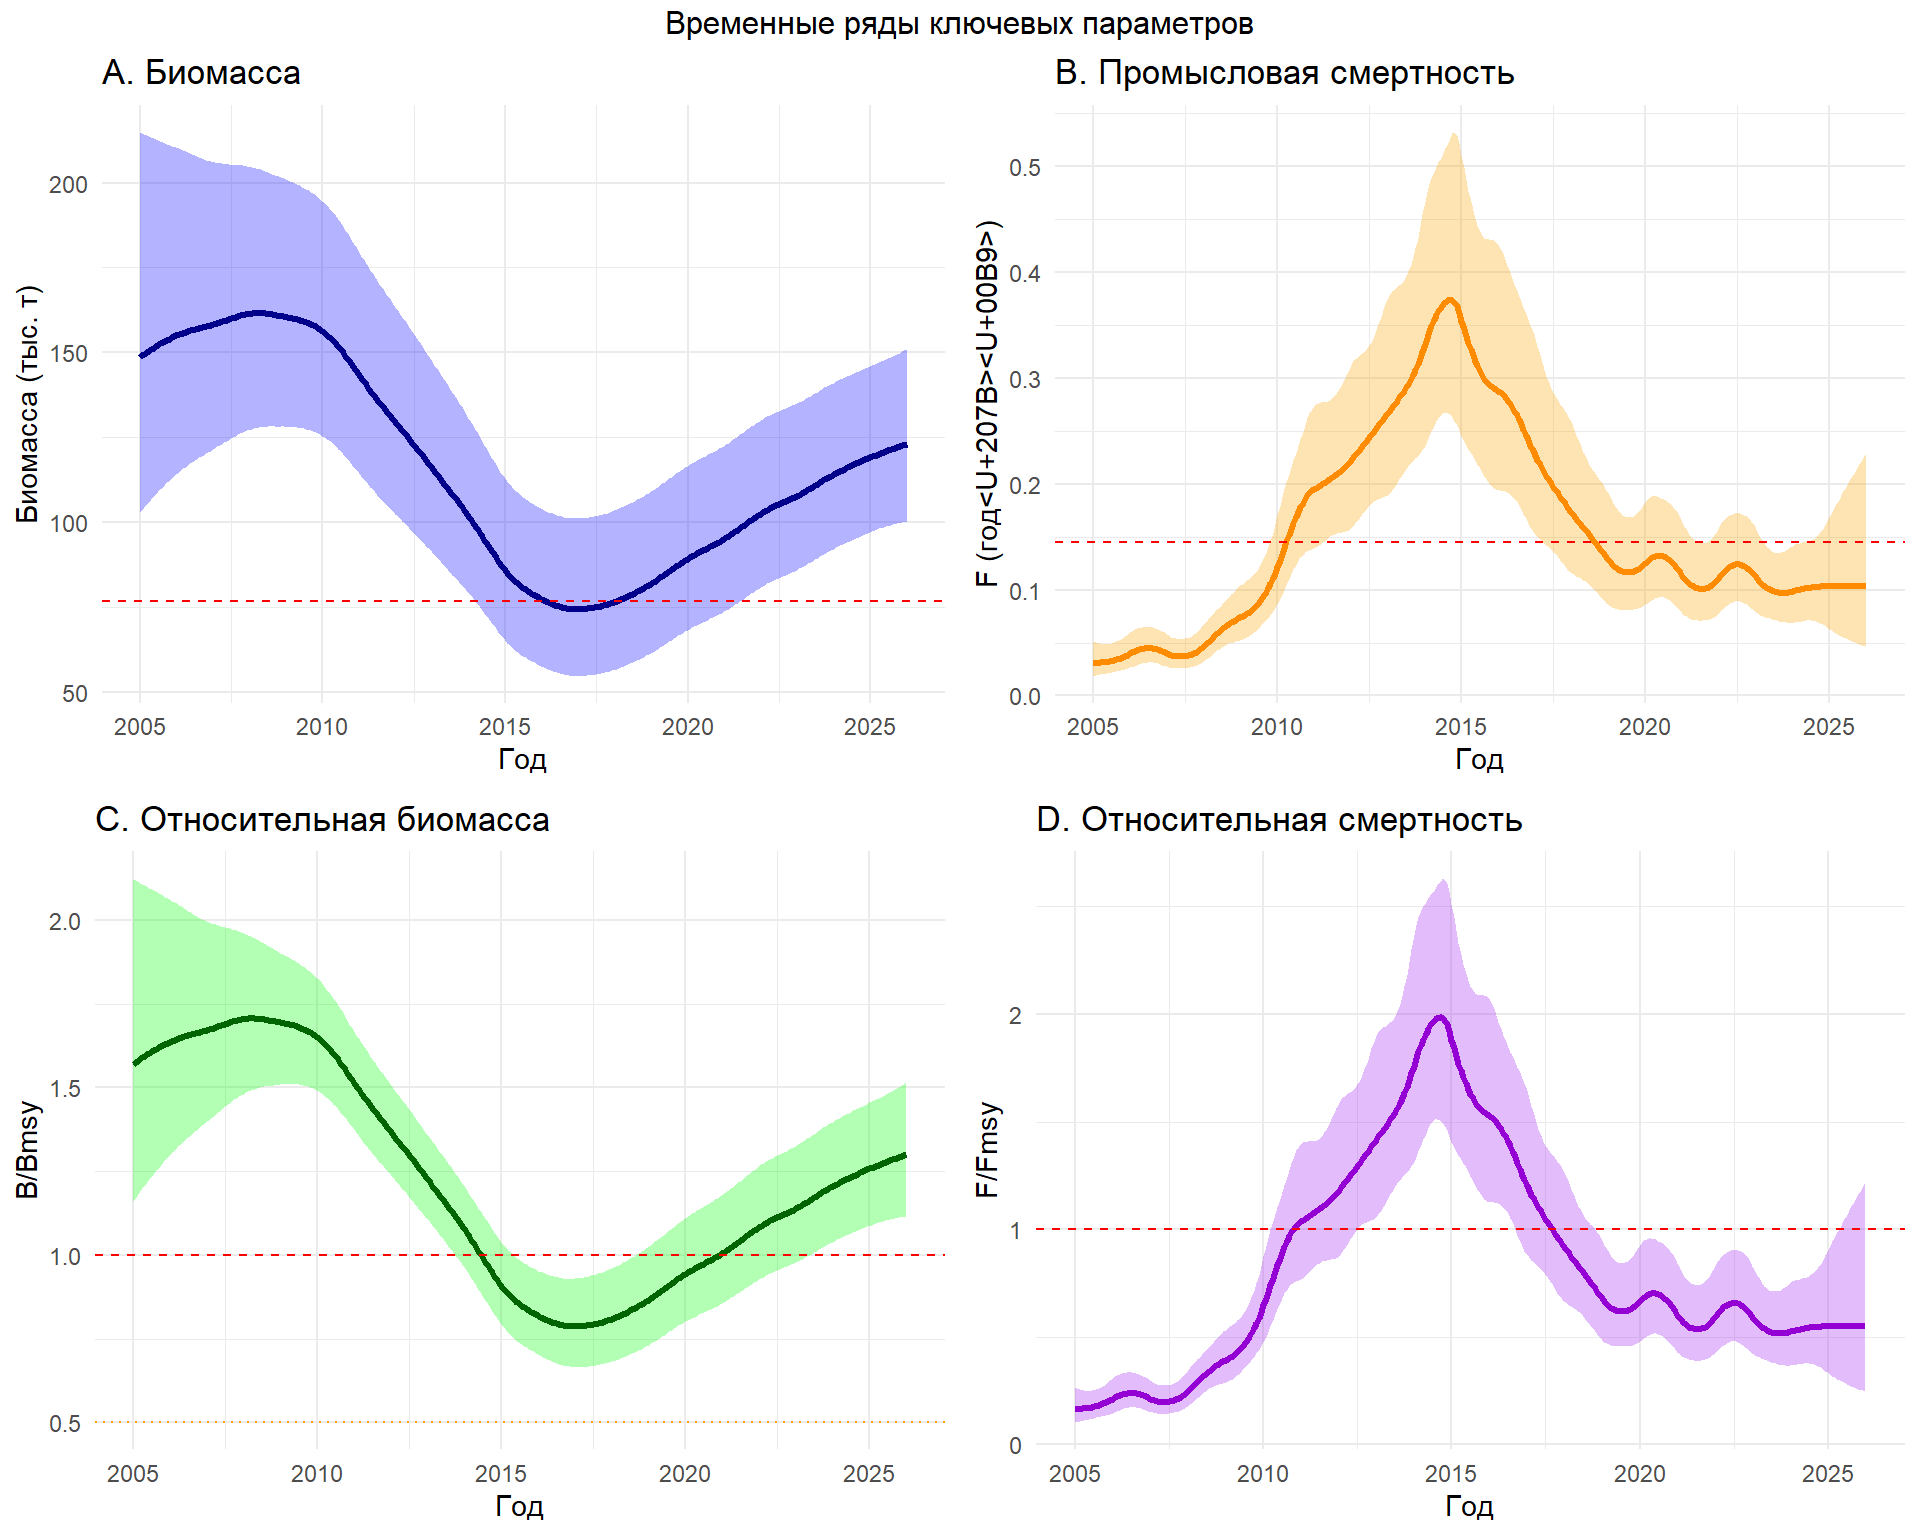 Временные ряды ключевых параметров
A. Биомасса
Биомасса (тыс. т)
200
150
100
50
2005 2010 2015 2020 2025
Год
B. Промысловая смертность
F (год<U+207B><U+00B9>)
0.5
0.4
0.3
0.2
0.1
0.0
2005 2010 2015 2020 2025
Год
C. Относительная биомасса
B/Bmsy
2.0
1.5
1.0
0.5
2005 2010 2015 2020 2025
Год
D. Относительная смертность
F/Fmsy
2
1
0
2005 2010 2015 2020 2025
Год